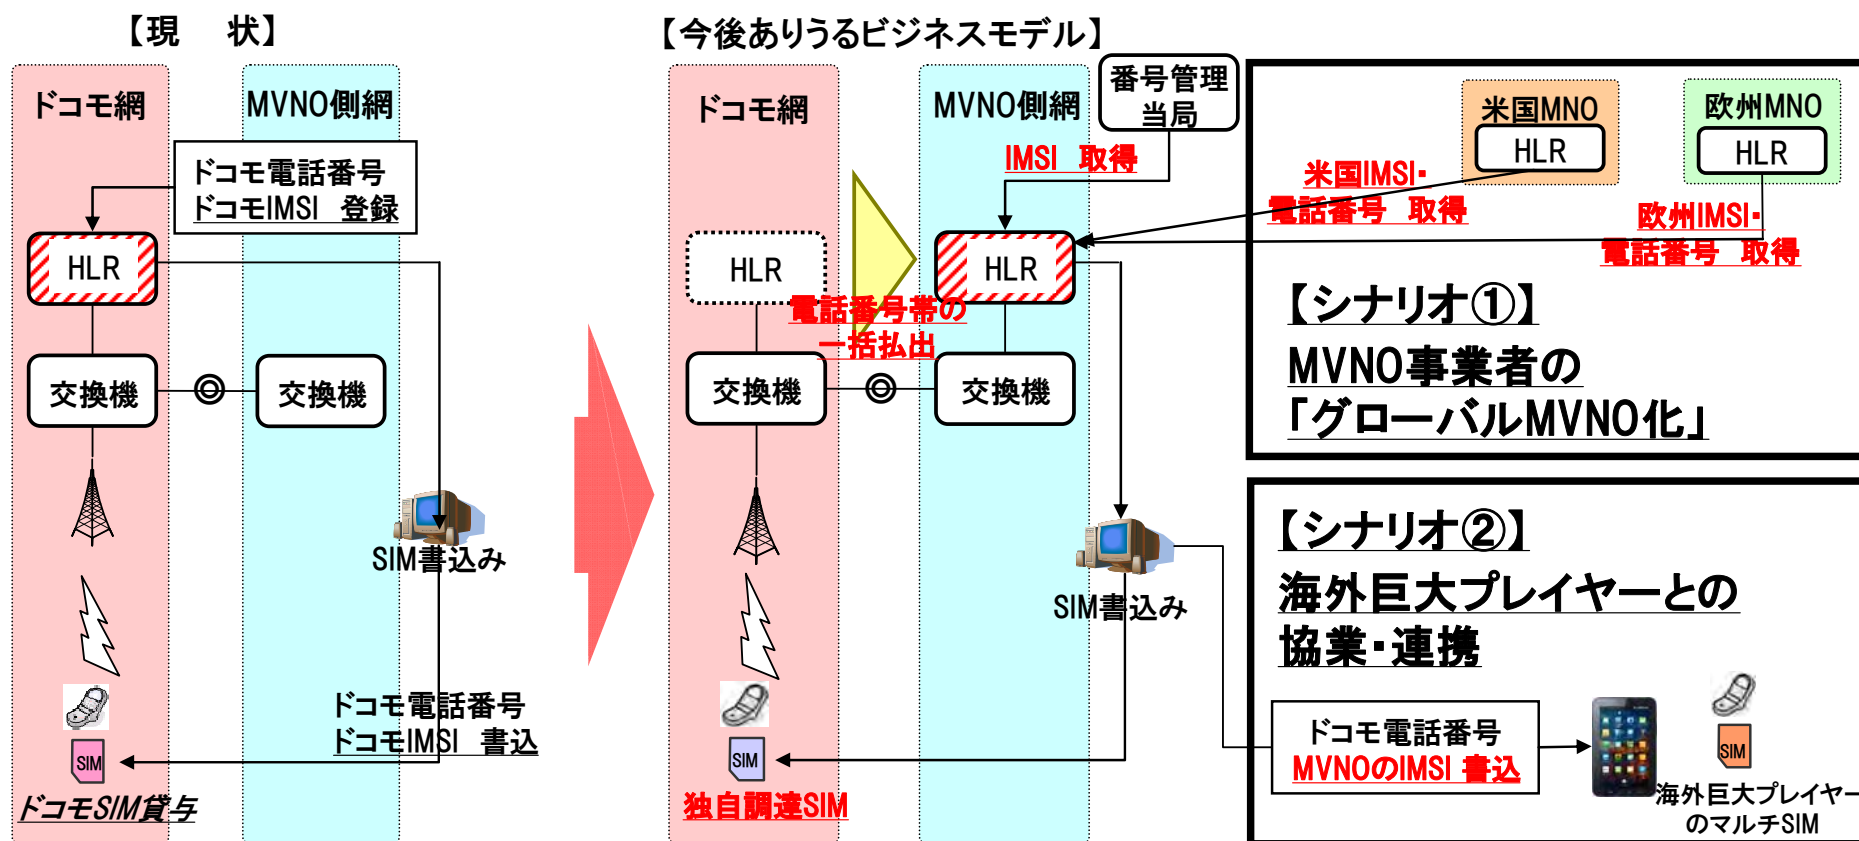 【現 状】
ドコモ網
MVNO側網
ドコモ電話番号
ドコモIMSI 登録
HLR
交換機
交換機
SIM書込み
ドコモ電話番号
ドコモIMSI 書込
SIM
ドコモSIM貸与
【今後ありうるビジネスモデル】
ドコモ網
MVNO側網
番号管理
当局
IMSI 取得
HLR
HLR
電話番号帯の
一括払出
交換機
交換機
SIM書込み
SIM
独自調達SIM
米国MNO
HLR
欧州MNO
HLR
米国IMSI・
電話番号 取得
欧州IMSI・
電話番号 取得
【シナリオ①】
MVNO事業者の
「グローバルMVNO化」
【シナリオ②】
海外巨大プレイヤーとの
協業・連携
ドコモ電話番号
MVNOのIMSI 書込
SIM
海外巨大プレイヤー
のマルチSIM